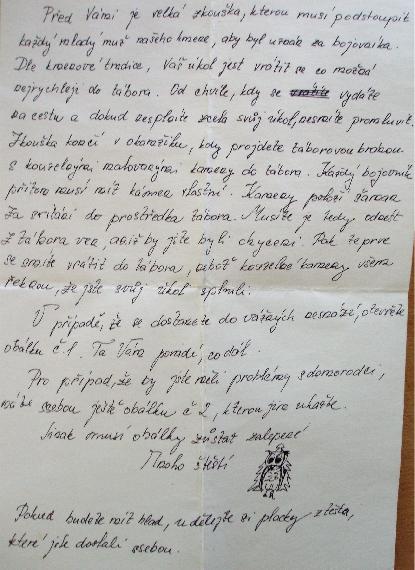 Před Vámi je velká zkouška, kterou musí podstoupit
každý mladý muž našeho kmene, aby byl uznán za bojovníka.
Dle kmenové tradice, Váš úkol jest vrátit se co možná
nejrychleji do tábora. Od chvíle, kdy se vydáte
na cestu a dokud nesplníte zcela svůj úkol, nesmíte promluvit.
Zkouška končí v okamžiku, kdy projdete táborovou branou
s kouzelnými malovanými kameny do tábora. Každý bojovník
přitom musí mít kámen vlastní. Kameny položí šaman
za svítání do prostředka tábora. Musíte je tedy odnést
z tábora ven, aniž by jste byli chyceni. Pak teprve
se smíte vrátit do tábora, neboť kouzelné kameny všem
řeknou, že jste svůj úkol splnili.
V případě, že se dostanete do vážných nesnází, otevřete
obálku č 1. Ta Vám poradí, co dál.
Pro případ, že by jste měli problémy s domorodci,
máte sebou ještě obálku č 2, kterou jim ukažte.
Jinak musí obálky zůstat zalepené
Mnoho štěstí
Pokud budete mít hlad, udělejte si placky z těsta,
které jste dostali sebou.